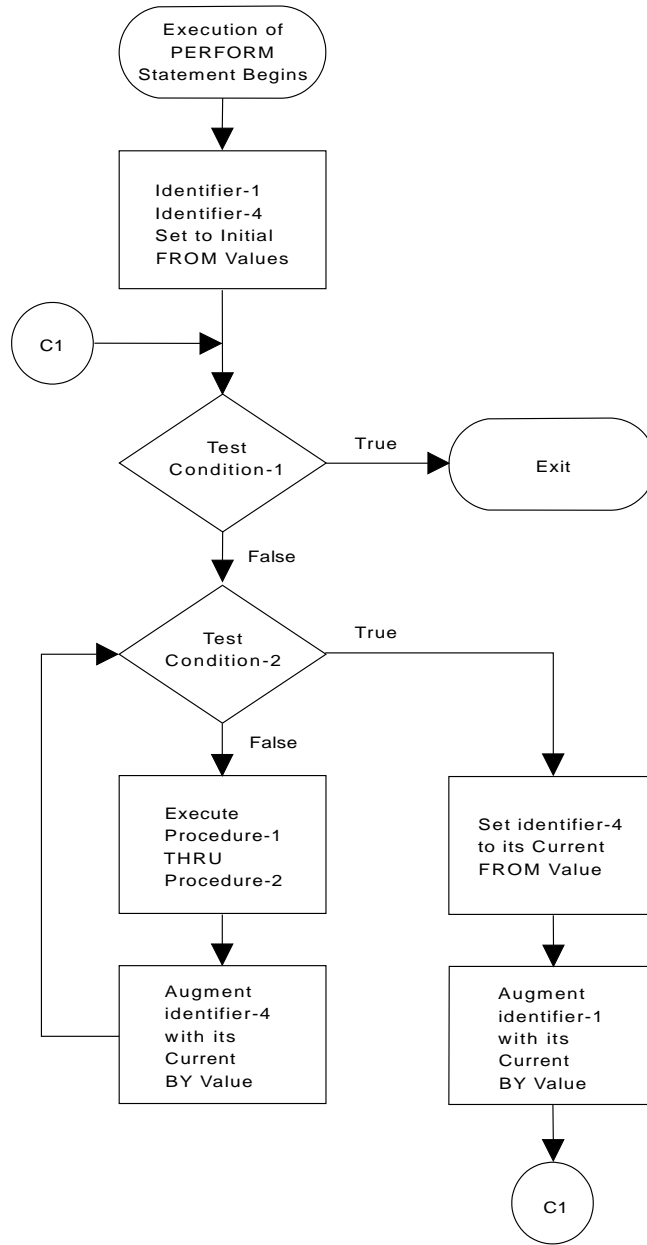 Execution of
PERFORM
Statement Begins
Identifier-1
Identifier-4
Set to Initial
FROM Values
C1
Test
Condition-1
True
Exit
False
Test
Condition-2
True
False
Execute
Procedure-1
THRU
Procedure-2
Set identifier-4
to its Current
FROM Value
Augment
identifier-4
with its
Current
BY Value
Augment
identifier-1
with its
Current
BY Value
C1